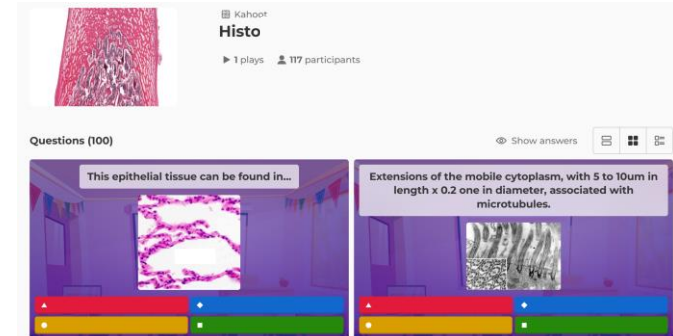 Kahoot
Histo
1 plays 117 participants
Questions (100)
Show answers
This epithelial tissue can be found in...
Extensions of the mobile cytoplasm, with 5 to 10um in
length x 0.2 one in diameter, associated with
microtubules.